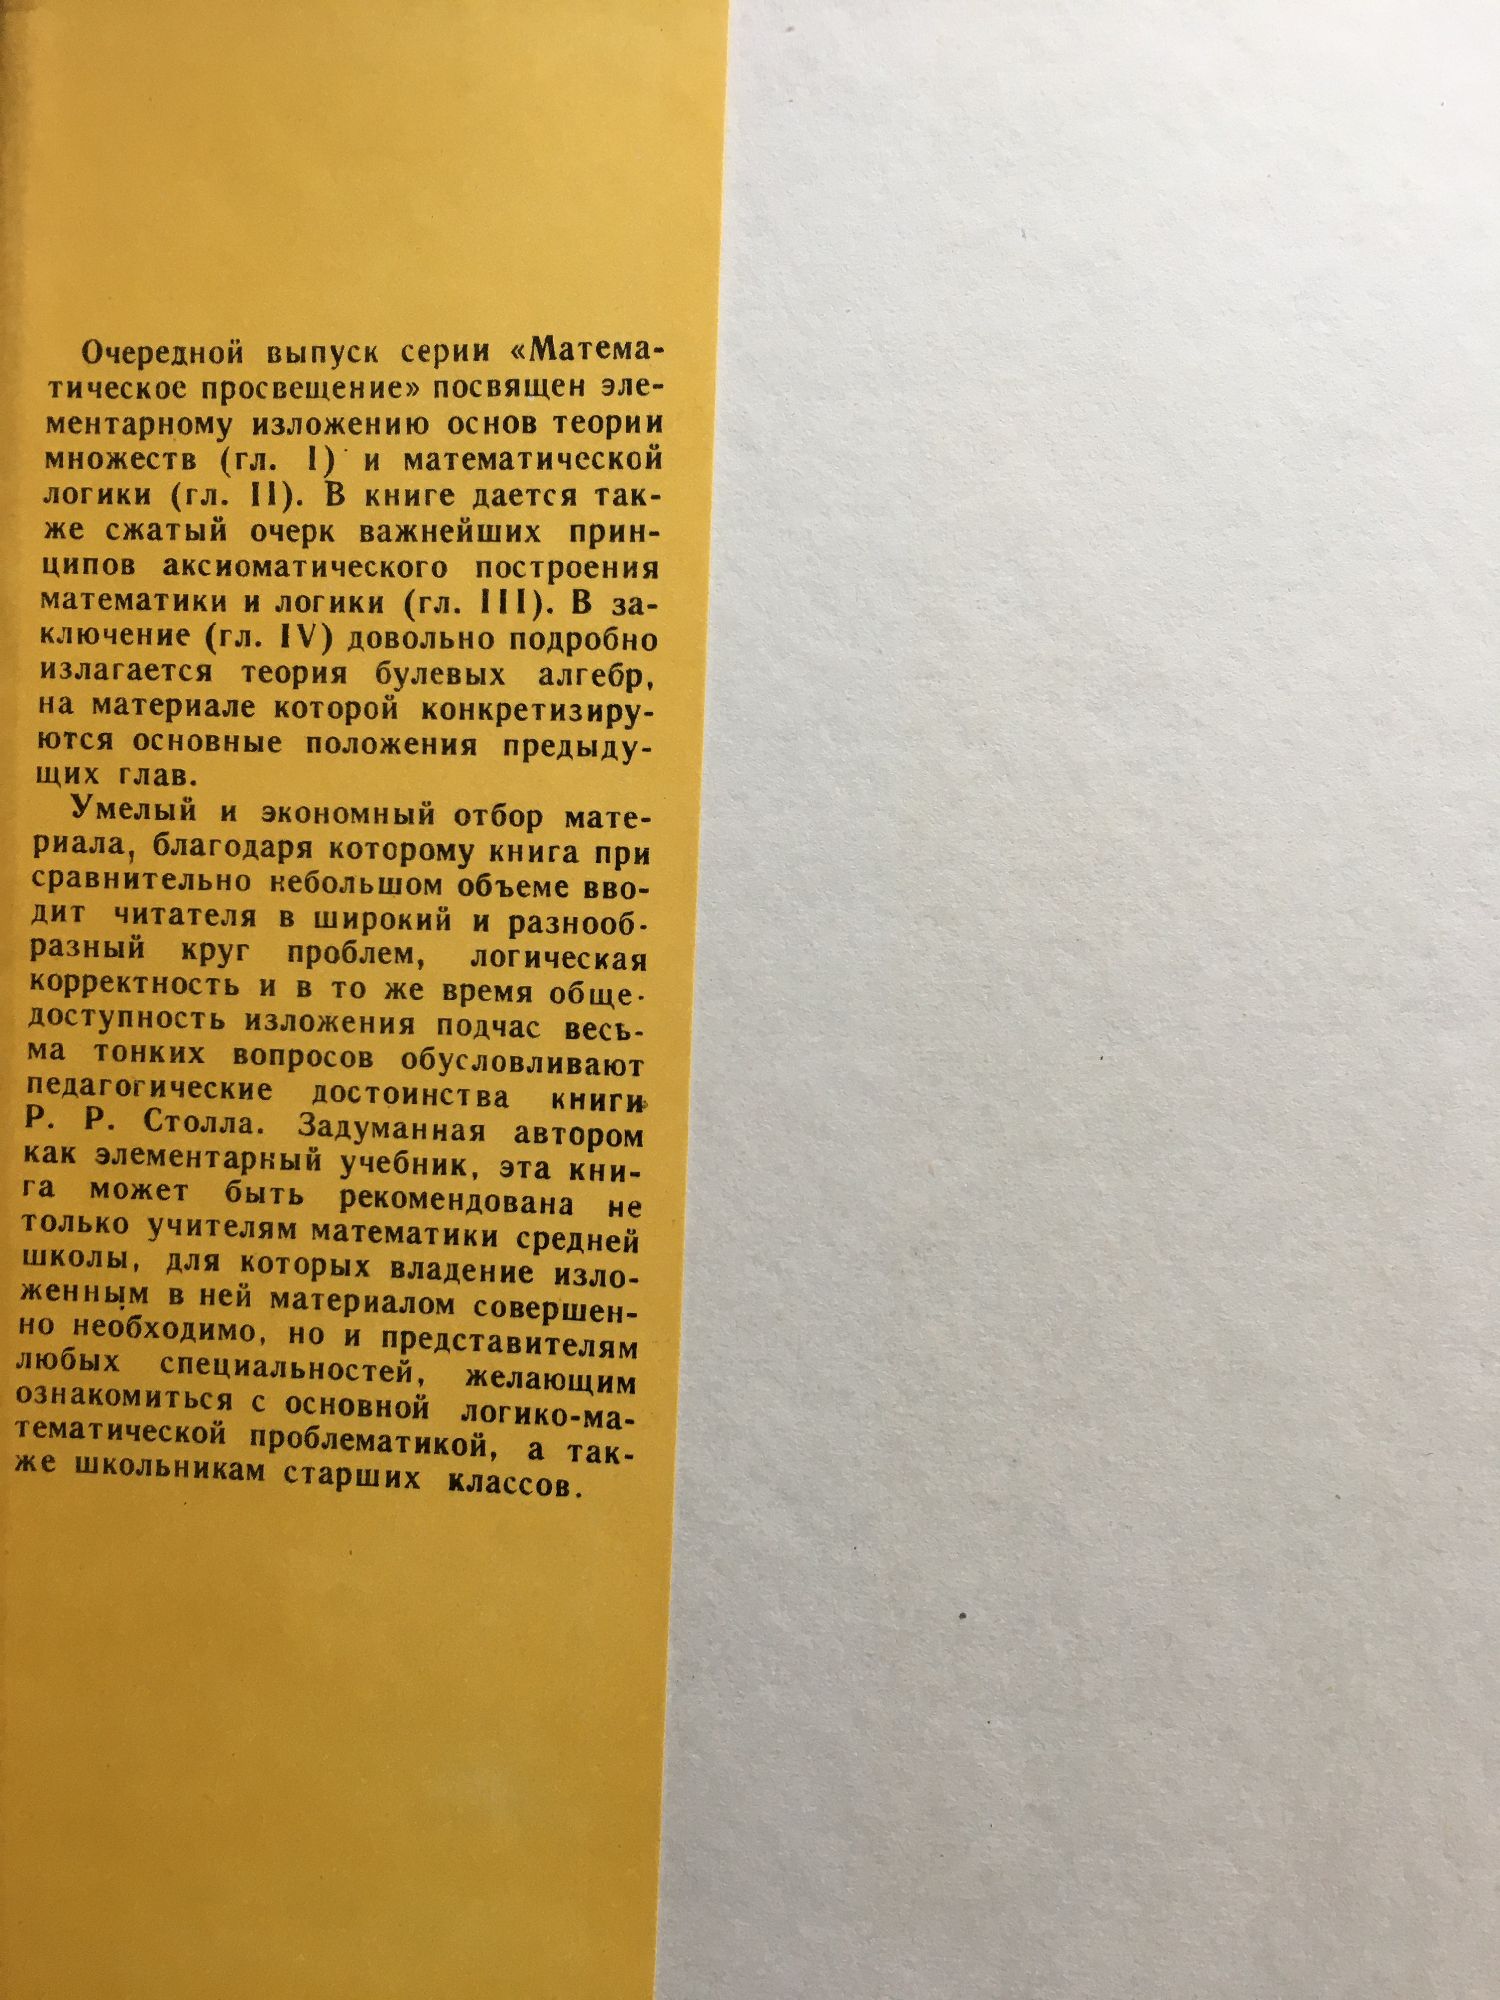 Очередной выпуск серии «Матема-
тическое просвещение» посвящен эле-
ментарному изложению основ теории
множеств (гл. I) и математической
логики (гл. II). В книге дается так-
же сжатый очерк важнейших прин-
ципов аксиоматического построения
математики и логики (гл. III). В за-
ключение (гл. IV) довольно подробно
излагается теория булевых алгебр,
на материале которой конкретизиру-
ются основные положения предыду-
щих глав.
Умелый и экономный отбор мате-
риала, благодаря которому книга при
сравнительно небольшом объеме вво-
дит читателя в широкий и разнооб-
разный круг проблем, логическая
корректность и в то же время обще-
доступность изложения подчас весь-
ма тонких вопросов обусловливают
педагогические достоинства книги
Р. Р. Столла. Задуманная автором
как элементарный учебник, эта кни-
га может быть рекомендована не
только учителям математики средней
школы, для которых владение изло-
женным в ней материалом совершен-
но необходимо, но и представителям
любых специальностей, желающим
ознакомиться с основной логико-ма-
тематической проблематикой, а так-
же школьникам старших классов.